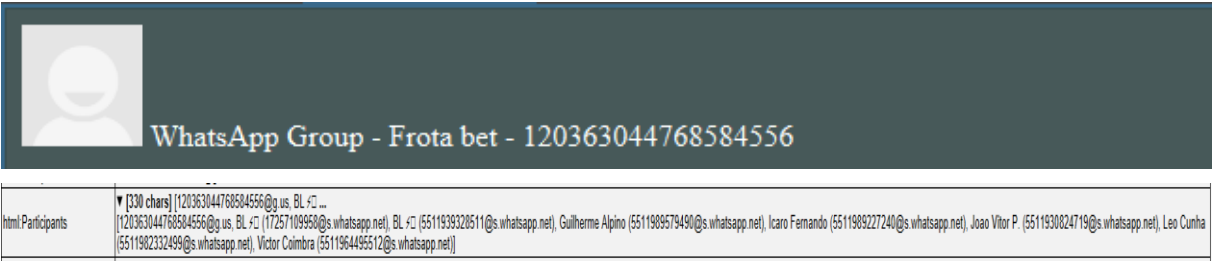 WhatsApp Group - Frota bet - 120363044768584556
▼ [330 chars] [120363044768584556@g.us, BL ⚡▯ ...
html:Participants
[120363044768584556@g.us, BL ⚡▯ (17257109958@s.whatsapp.net), BL ⚡▯ (5511939328511@s.whatsapp.net), Guilherme Alpino (5511989579490@s.whatsapp.net), Icaro Fernando (5511989227240@s.whatsapp.net), Joao Vitor P. (5511930824719@s.whatsapp.net), Leo Cunha
(5511982332499@s.whatsapp.net), Victor Coimbra (5511964495512@s.whatsapp.net)]